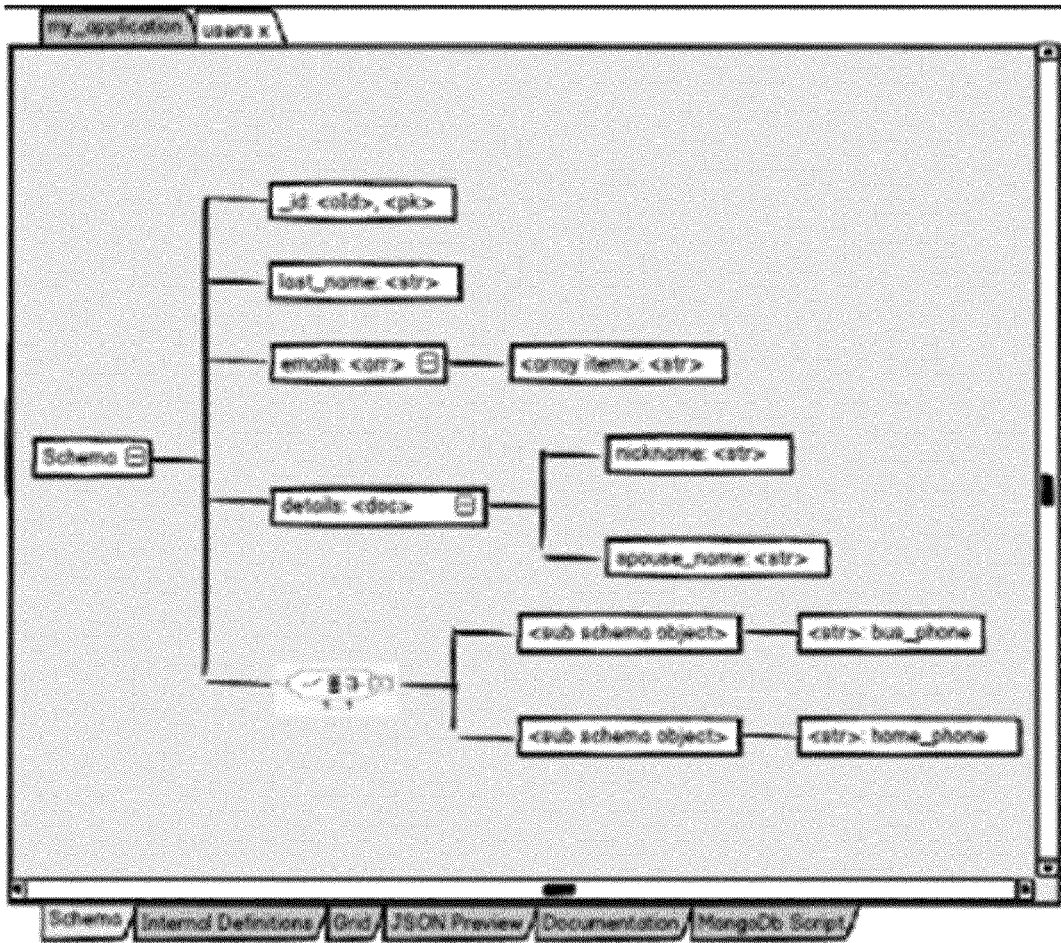 my_application
users x
_id: <oId>, <pk>
last_name: <str>
emails: <arr>
<array item>: <str>
Schema
nickname: <str>
details: <doc>
spouse_name: <str>
<sub schema object>
<str>: bus_phone
<sub schema object>
<str>: home_phone
Schema
Internal Definitions
Grid
JSON Preview
Documentation
MongoDb Script